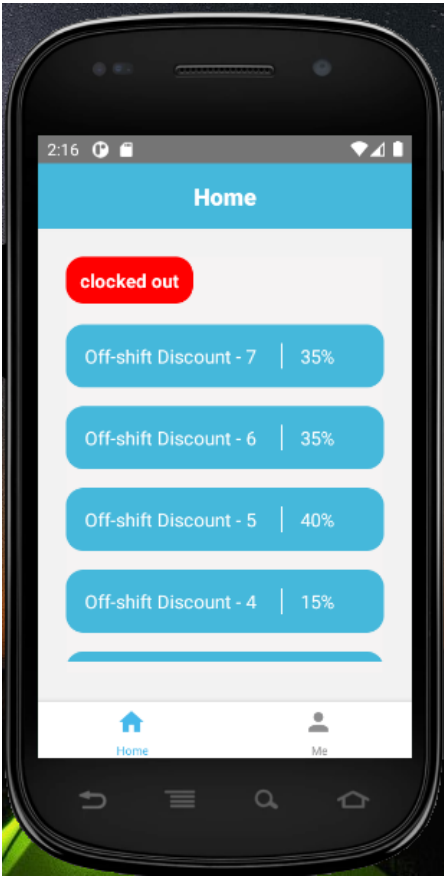 2:16
Home
clocked out
Off-shift Discount - 7 35%
Off-shift Discount - 6 35%
Off-shift Discount - 5 40%
Off-shift Discount - 4 15%
Home Me